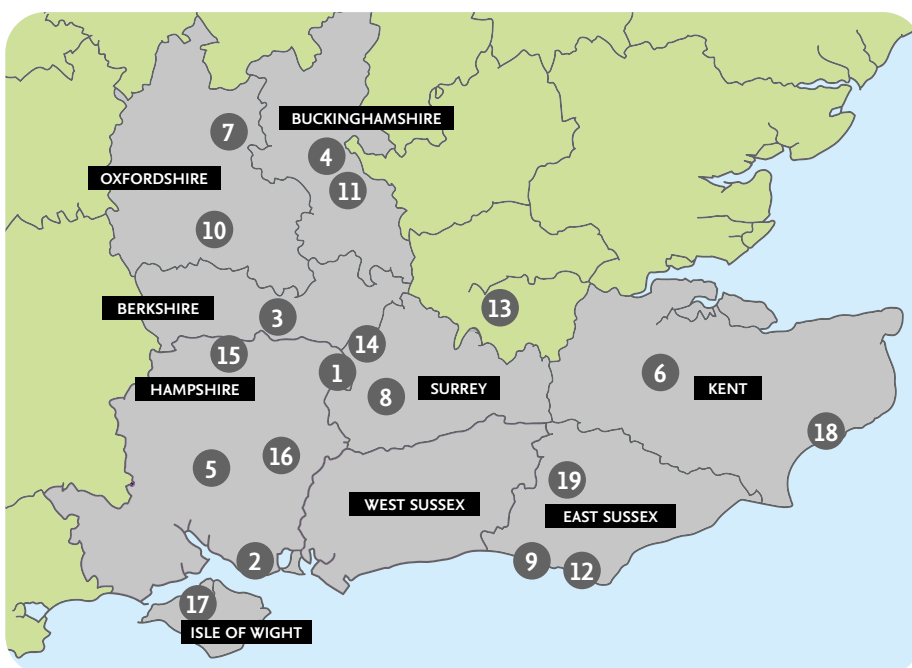 BUCKINGHAMSHIRE
7
4
OXFORDSHIRE
11
10
BERKSHIRE
3
13
15
14
1
6
HAMPSHIRE
8
SURREY
KENT
18
5
16
19
WEST SUSSEX
EAST SUSSEX
2
9
12
17
ISLE OF WIGHT